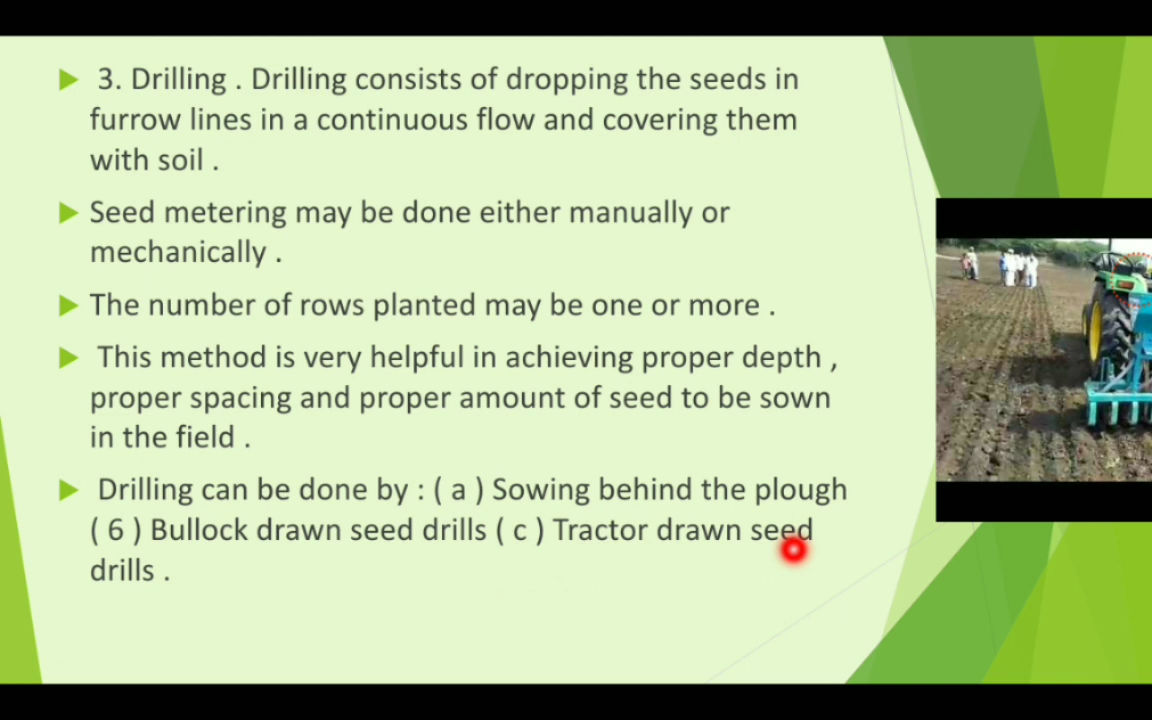 3. Drilling . Drilling consists of dropping the seeds in
furrow lines in a continuous flow and covering them
with soil .
Seed metering may be done either manually or
mechanically .
The number of rows planted may be one or more .
This method is very helpful in achieving proper depth ,
proper spacing and proper amount of seed to be sown
in the field .
Drilling can be done by : ( a ) Sowing behind the plough
( 6 ) Bullock drawn seed drills ( c ) Tractor drawn seed
drills .